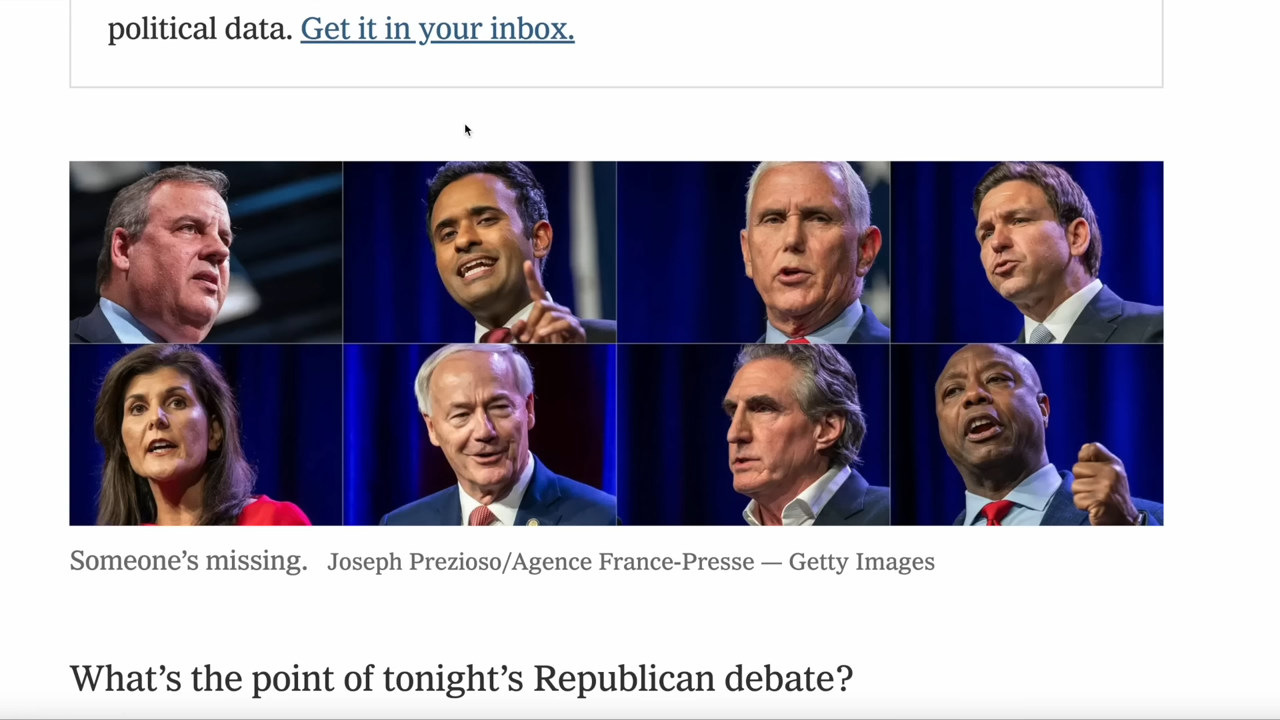 political data. Get it in your inbox.
Someone’s missing. Joseph Prezioso/Agence France-Presse — Getty Images
What’s the point of tonight’s Republican debate?